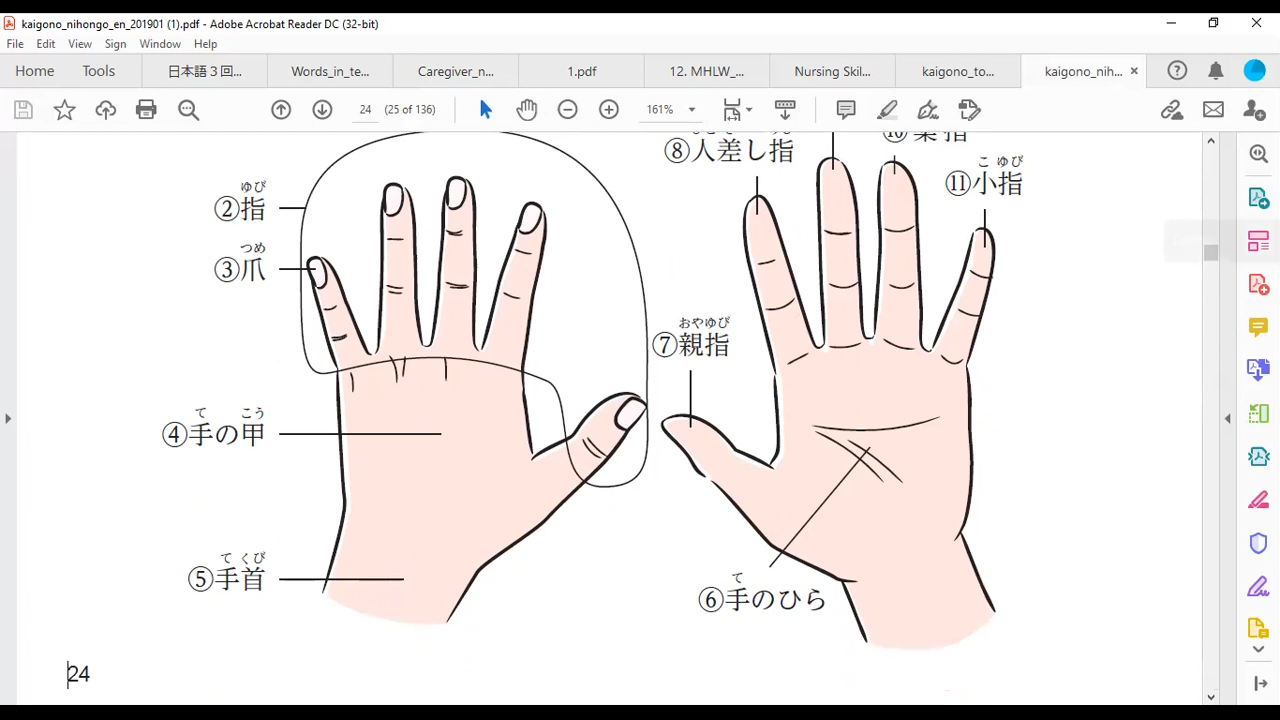 kaigono_nihongo_en_201901 (1).pdf - Adobe Acrobat Reader DC (32-bit)
File Edit View Sign Window Help
Home Tools 日本語３回... Words_in_te... Caregiver_n... 1.pdf 12. MHLW_... Nursing Skil... kaigono_to... kaigono_nih...
24 (25 of 136) 161%
⑧人差し指
こ ゆび
⑪小指
ゆび
②指
つめ
③爪
おやゆび
⑦親指
て こう
④手の甲
て くび
⑤手首
て
⑥手のひら
24